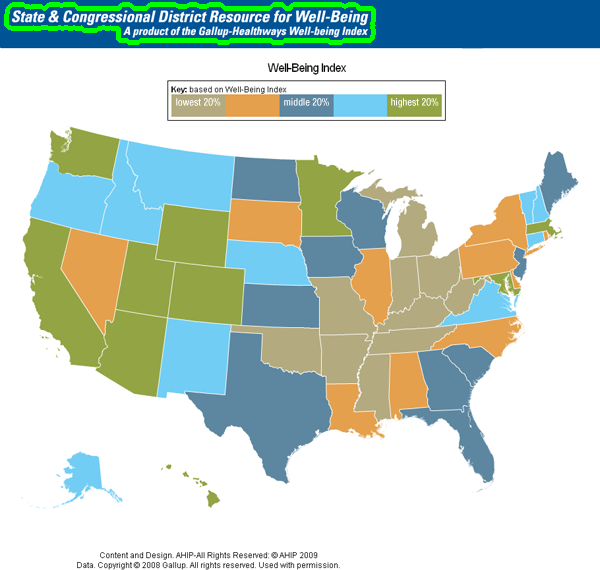 State & Congressional District Resource for Well-Being
A product of the Gallup-Healthways Well-being Index
Well-Being Index
Key: based on Well-Being Index
lowest 20% middle 20% highest 20%
Content and Design. AHIP-All Rights Reserved: © AHIP 2009
Data. Copyright © 2008 Gallup. All rights reserved. Used with permission.